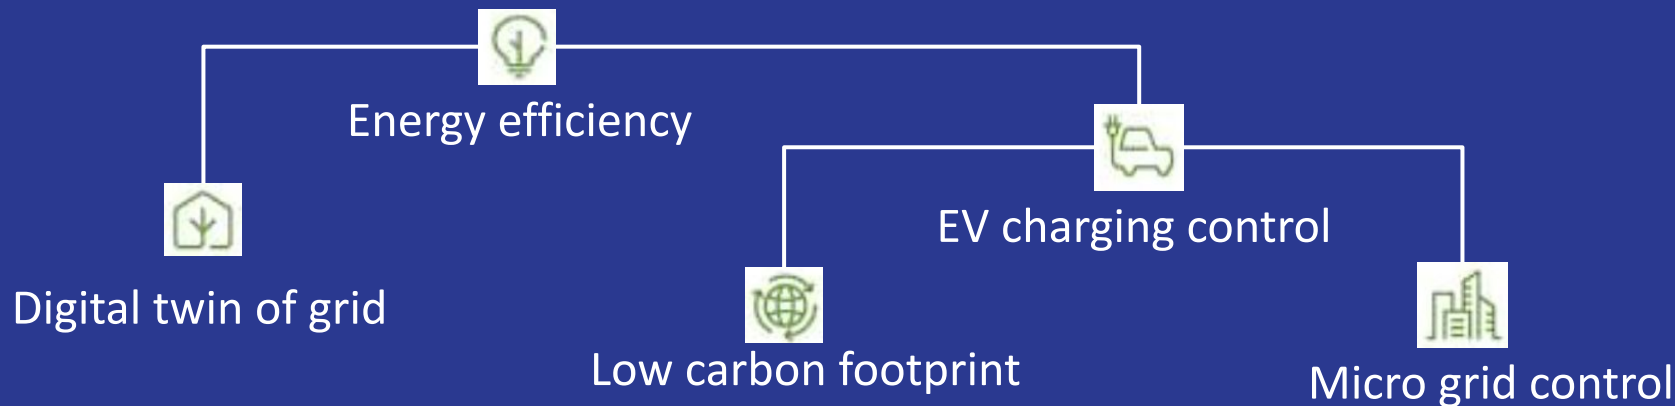 Energy efficiency
EV charging control
Digital twin of grid
Low carbon footprint
Micro grid control